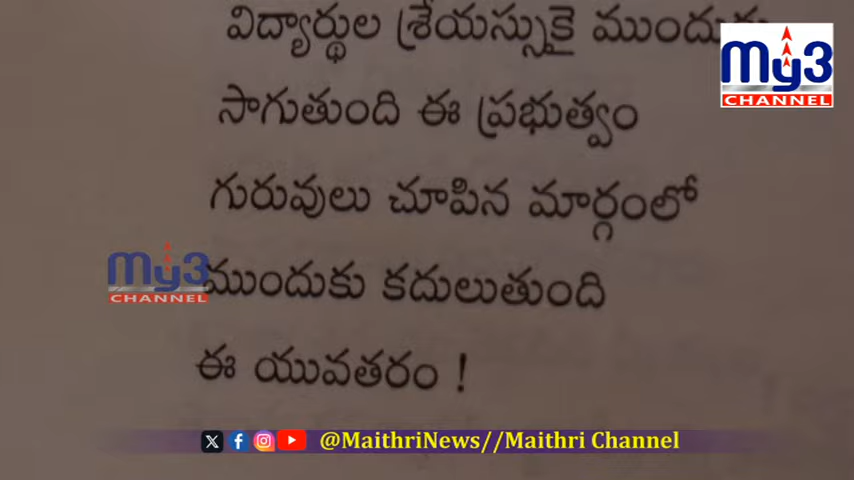 విద్యార్థుల శ్రేయస్సుకై ముందుకు
సాగుతుంది ఈ ప్రభుత్వం
గురువులు చూపిన మార్గంలో
ముందుకు కదులుతుంది
ఈ యువతరం !
My3
CHANNEL
My3
CHANNEL
@MaithriNews//Maithri Channel